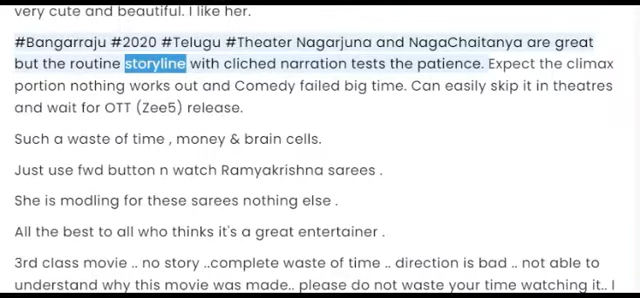 very cute and beautiful. I like her.
#Bangarraju #2020 #Telugu #Theater Nagarjuna and NagaChaitanya are great
but the routine storyline with cliched narration tests the patience. Expect the climax
portion nothing works out and Comedy failed big time. Can easily skip it in theatres
and wait for OTT (Zee5) release.
Such a waste of time , money & brain cells.
Just use fwd button n watch Ramyakrishna sarees .
She is modling for these sarees nothing else .
All the best to all who thinks it's a great entertainer .
3rd class movie .. no story ..complete waste of time .. direction is bad .. not able to
understand why this movie was made.. please do not waste your time watching it.. I